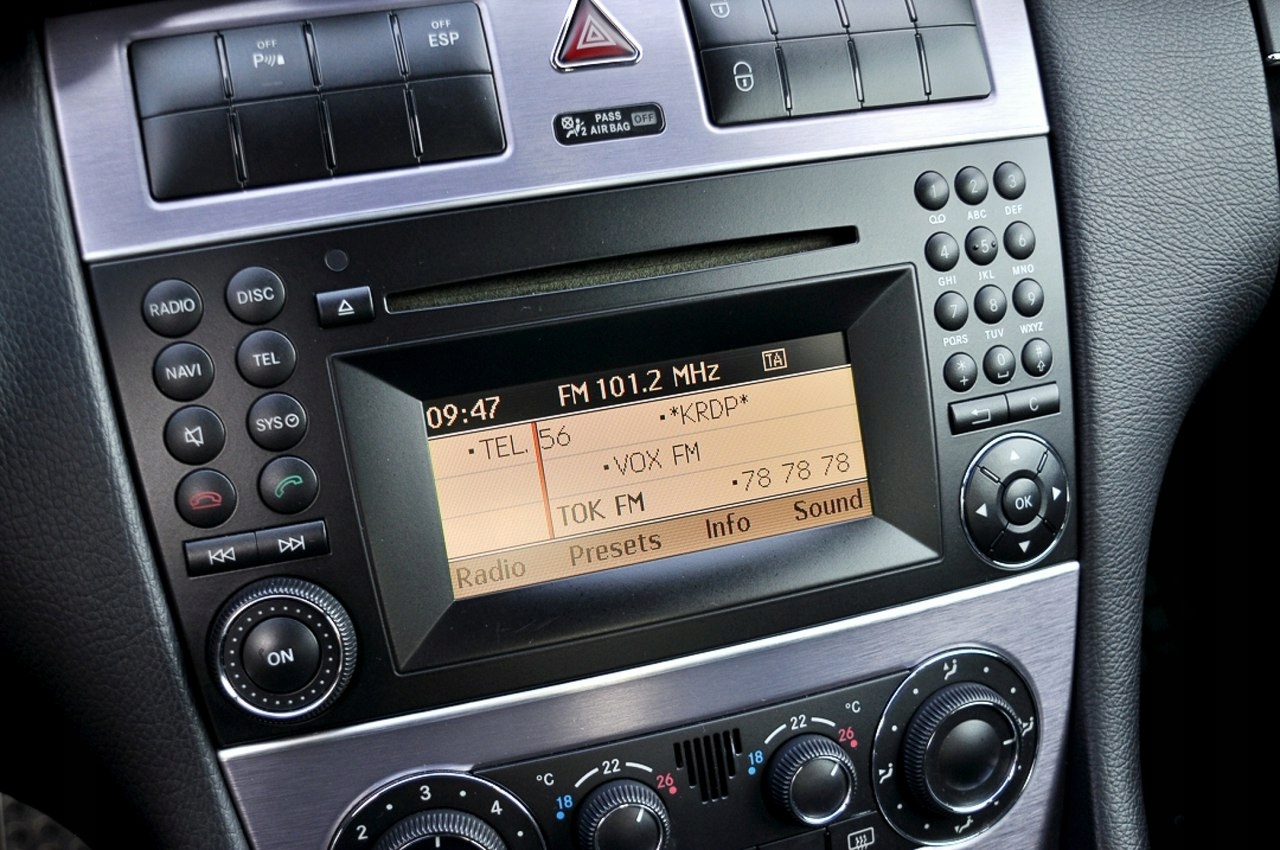 OFF
P
OFF
ESP
PASS
2 AIR BAG OFF
RADIO
DISC
NAVI
TEL
SYS
ON
09:47
FM 101.2 MHz
TA
•TEL. 56
•*KRDP*
•VOX FM
TOK FM
•78 78 78
Radio
Presets
Info
Sound
1 2 3
ABC DEF
4 5 6
GHI JKL MNO
7 8 9
PQRS TUV WXYZ
* 0
+
C
OK
2 3 4
°C
18 22 26
°C
18 22 26